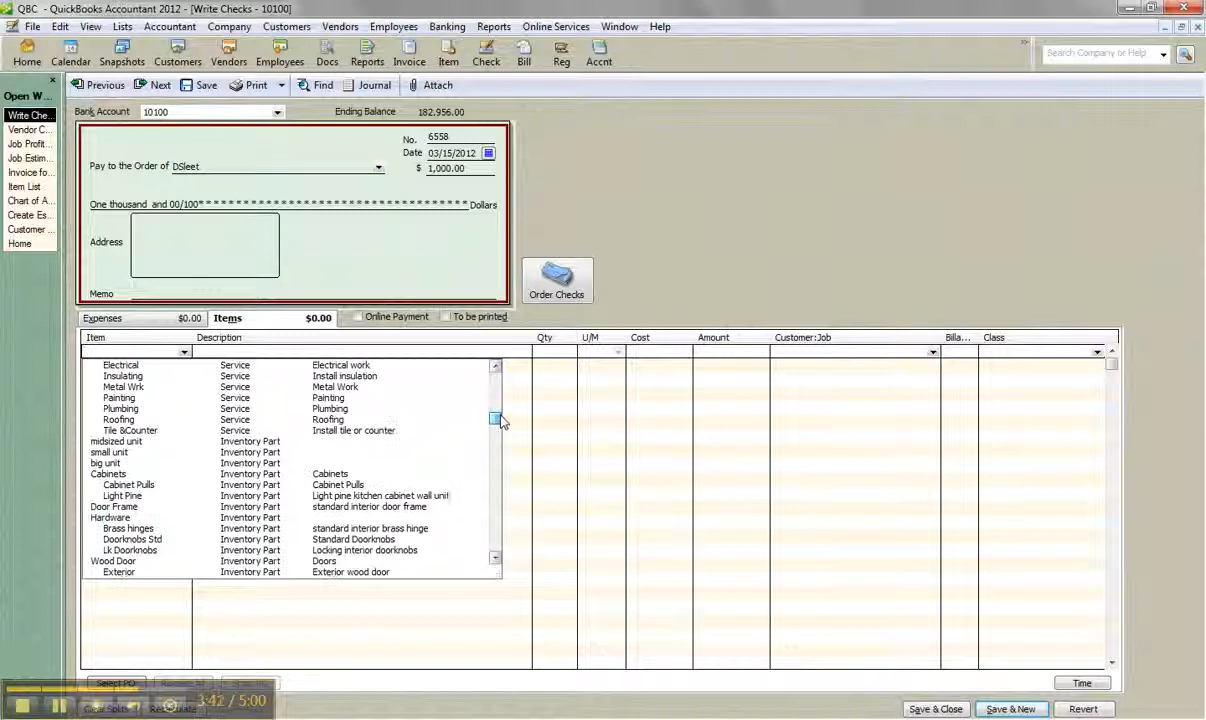 QBC - QuickBooks Accountant 2012 - [Write Checks - 10100]
File Edit View Lists Accountant Company Customers Vendors Employees Banking Reports Online Services Window Help
Home Calendar Snapshots Customers Vendors Employees Docs Reports Invoice Item Check Bill Reg Accnt
Search Company or Help
Previous Next Save Print Find Journal Attach
Open W...
Write Che...
Vendor C...
Job Profit...
Job Estim...
Invoice fo...
Item List
Chart of A...
Create Es...
Customer ...
Home
Bank Account 10100 Ending Balance 182,956.00
No. 6558
Date 03/15/2012
Pay to the Order of DSleet $ 1,000.00
One thousand and 00/100* * * * * * * * * * * * * * * * * * * * * * * * * * * * * * * * * * * Dollars
Address
Memo
Order Checks
Expenses $0.00 Items $0.00 Online Payment To be printed
Item Description Qty U/M Cost Amount Customer:Job Billa... Class
Electrical Service Electrical work
Insulating Service Install insulation
Metal Wrk Service Metal Work
Painting Service Painting
Plumbing Service Plumbing
Roofing Service Roofing
Tile &Counter Service Install tile or counter
midsized unit Inventory Part
small unit Inventory Part
big unit Inventory Part
Cabinets Inventory Part Cabinets
Cabinet Pulls Inventory Part Cabinet Pulls
Light Pine Inventory Part Light pine kitchen cabinet wall unit
Door Frame Inventory Part standard interior door frame
Hardware Inventory Part
Brass hinges Inventory Part standard interior brass hinge
Doorknobs Std Inventory Part Standard Doorknobs
Lk Doorknobs Inventory Part Locking interior doorknobs
Wood Door Inventory Part Doors
Exterior Inventory Part Exterior wood door
Select PO Time
3:42 / 5:00
Clear Splits Recalculate Save & Close Save & New Revert